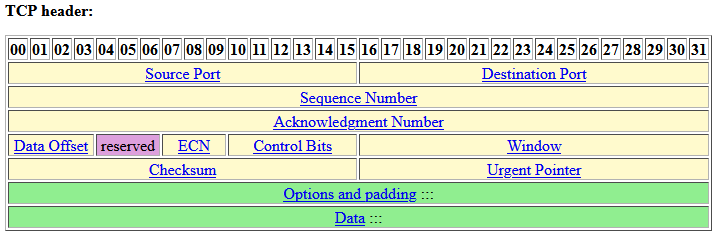 TCP header:
00 01 02 03 04 05 06 07 08 09 10 11 12 13 14 15 16 17 18 19 20 21 22 23 24 25 26 27 28 29 30 31
Source Port Destination Port
Sequence Number
Acknowledgment Number
Data Offset reserved ECN Control Bits Window
Checksum Urgent Pointer
Options and padding :::
Data :::